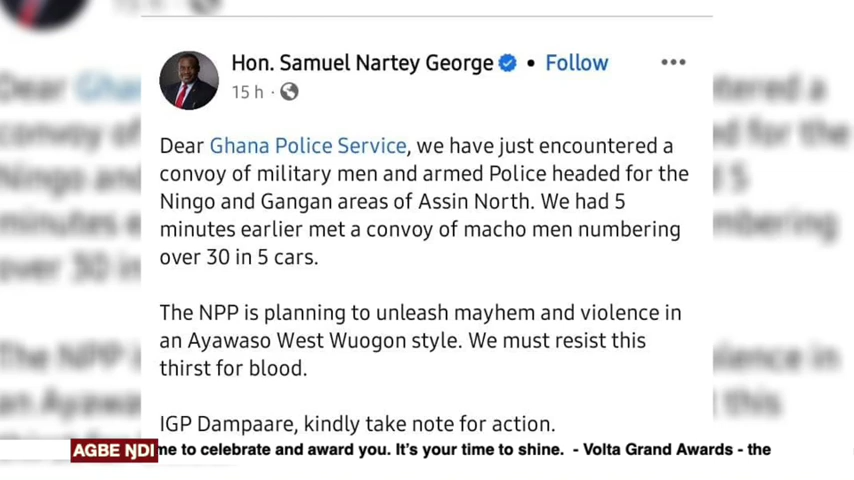 Hon. Samuel Nartey George • Follow
15 h ·
Dear Ghana Police Service, we have just encountered a
convoy of military men and armed Police headed for the
Ningo and Gangan areas of Assin North. We had 5
minutes earlier met a convoy of macho men numbering
over 30 in 5 cars.
The NPP is planning to unleash mayhem and violence in
an Ayawaso West Wuogon style. We must resist this
thirst for blood.
IGP Dampaare, kindly take note for action.
AGBE ŊDI me to celebrate and award you. It's your time to shine. - Volta Grand Awards - the